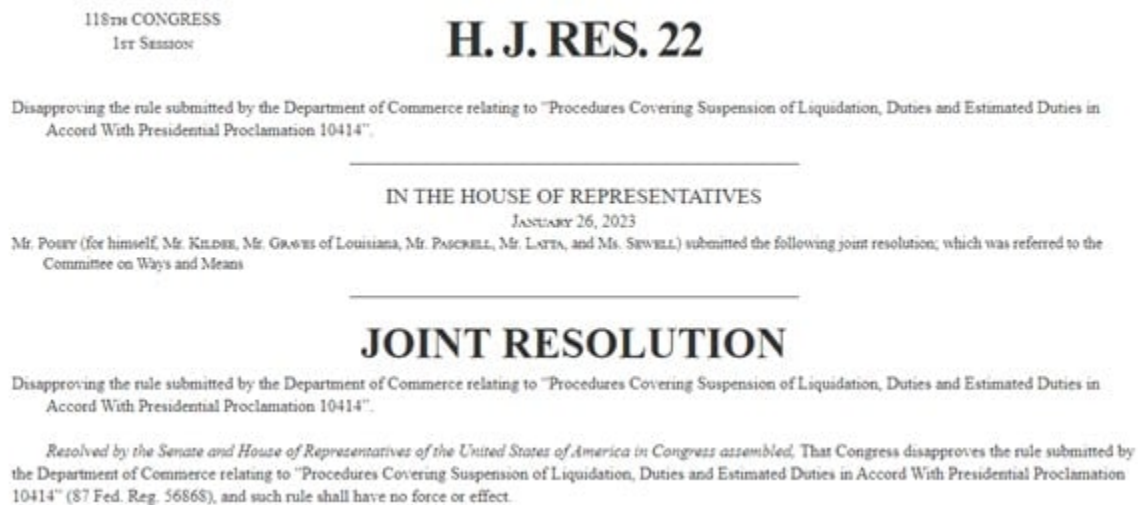 118TH CONGRESS
1ST SESSION
H. J. RES. 22
Disapproving the rule submitted by the Department of Commerce relating to “Procedures Covering Suspension of Liquidation, Duties and Estimated Duties in
Accord With Presidential Proclamation 10414”.
IN THE HOUSE OF REPRESENTATIVES
JANUARY 26, 2023
Mr. POSEY (for himself, Mr. KILDEE, Mr. GRAVES of Louisiana, Mr. PASCRELL, Mr. LATTA, and Ms. SEWELL) submitted the following joint resolution; which was referred to the
Committee on Ways and Means
JOINT RESOLUTION
Disapproving the rule submitted by the Department of Commerce relating to “Procedures Covering Suspension of Liquidation, Duties and Estimated Duties in
Accord With Presidential Proclamation 10414”.
Resolved by the Senate and House of Representatives of the United States of America in Congress assembled, That Congress disapproves the rule submitted by
the Department of Commerce relating to “Procedures Covering Suspension of Liquidation, Duties and Estimated Duties in Accord With Presidential Proclamation
10414” (87 Fed. Reg. 56868), and such rule shall have no force or effect.